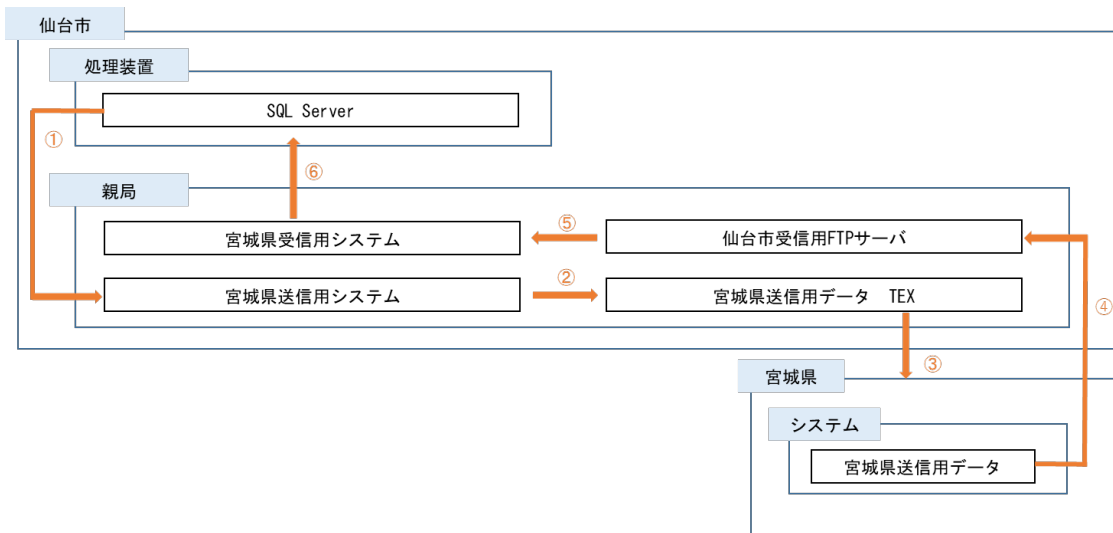 仙台市
処理装置
SQL Server
①
⑥
親局
宮城県受信用システム
⑤
仙台市受信用FTPサーバ
宮城県送信用システム
②
宮城県送信用データ　TEX
④
③
宮城県
システム
宮城県送信用データ